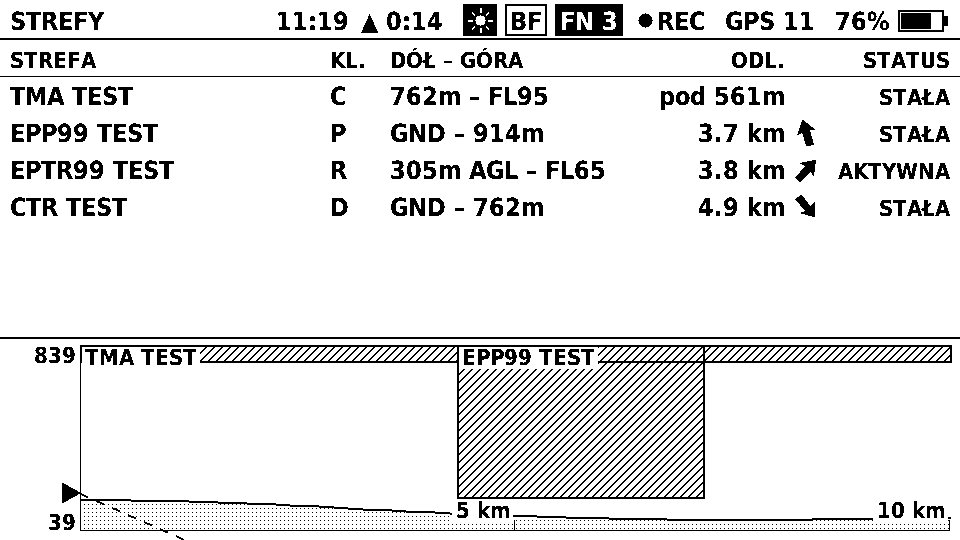 STREFY 11:19 ▲ 0:14 BF FN 3 ●REC GPS 11 76%
STREFA KL. DÓŁ – GÓRA ODL. STATUS
TMA TEST C 762m – FL95 pod 561m STAŁA
EPP99 TEST P GND – 914m 3.7 km STAŁA
EPTR99 TEST R 305m AGL – FL65 3.8 km AKTYWNA
CTR TEST D GND – 762m 4.9 km STAŁA
839 TMA TEST EPP99 TEST
5 km 10 km
39